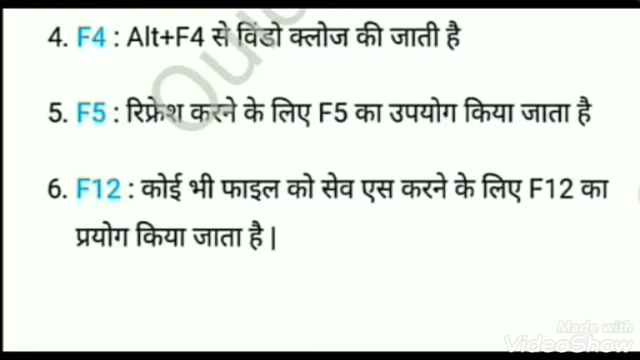 4. F4 : Alt+F4 से विंडो क्लोज की जाती है
5. F5 : रिफ्रेश करने के लिए F5 का उपयोग किया जाता है
6. F12 : कोई भी फाइल को सेव एस करने के लिए F12 का
प्रयोग किया जाता है |
Made with
VideoShow